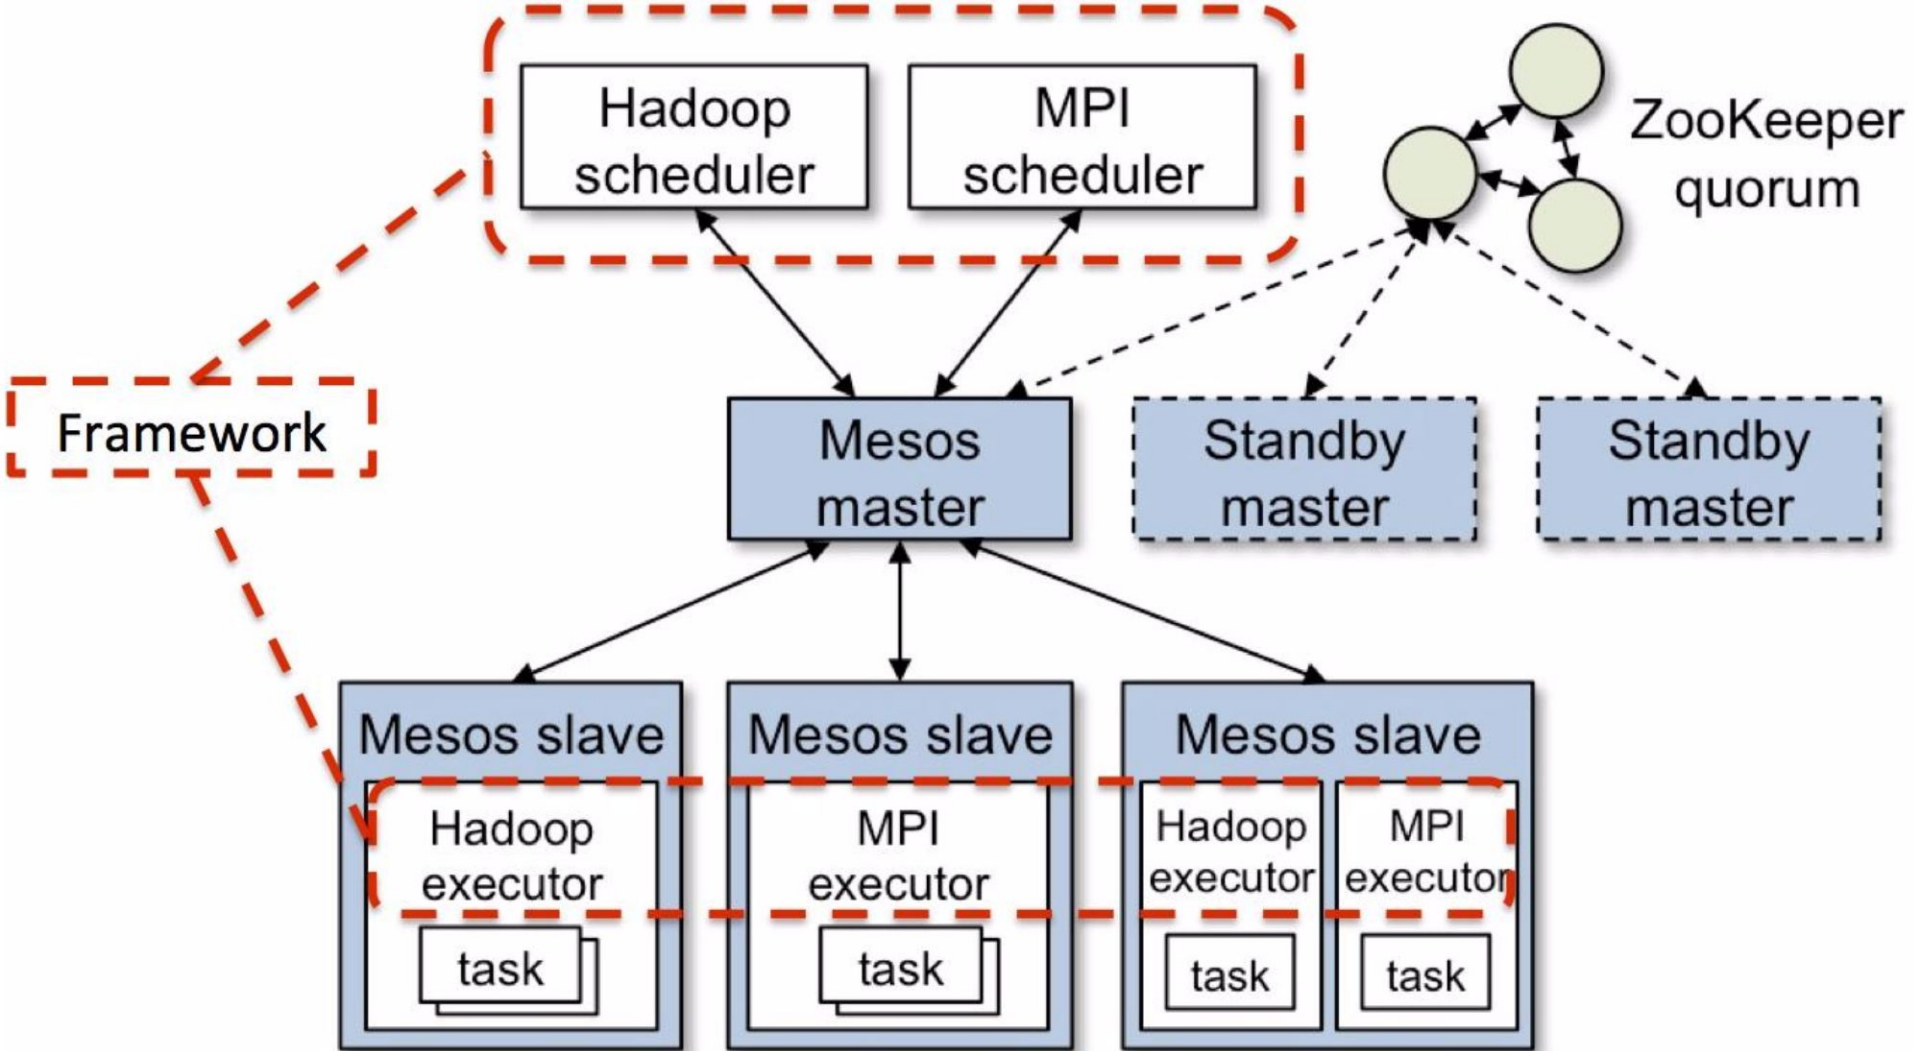 Hadoop
scheduler
MPI
scheduler
ZooKeeper
quorum
Framework
Mesos
master
Standby
master
Standby
master
Mesos slave
Hadoop
executor
task
Mesos slave
MPI
executor
task
Mesos slave
Hadoop
executor
task
MPI
executor
task